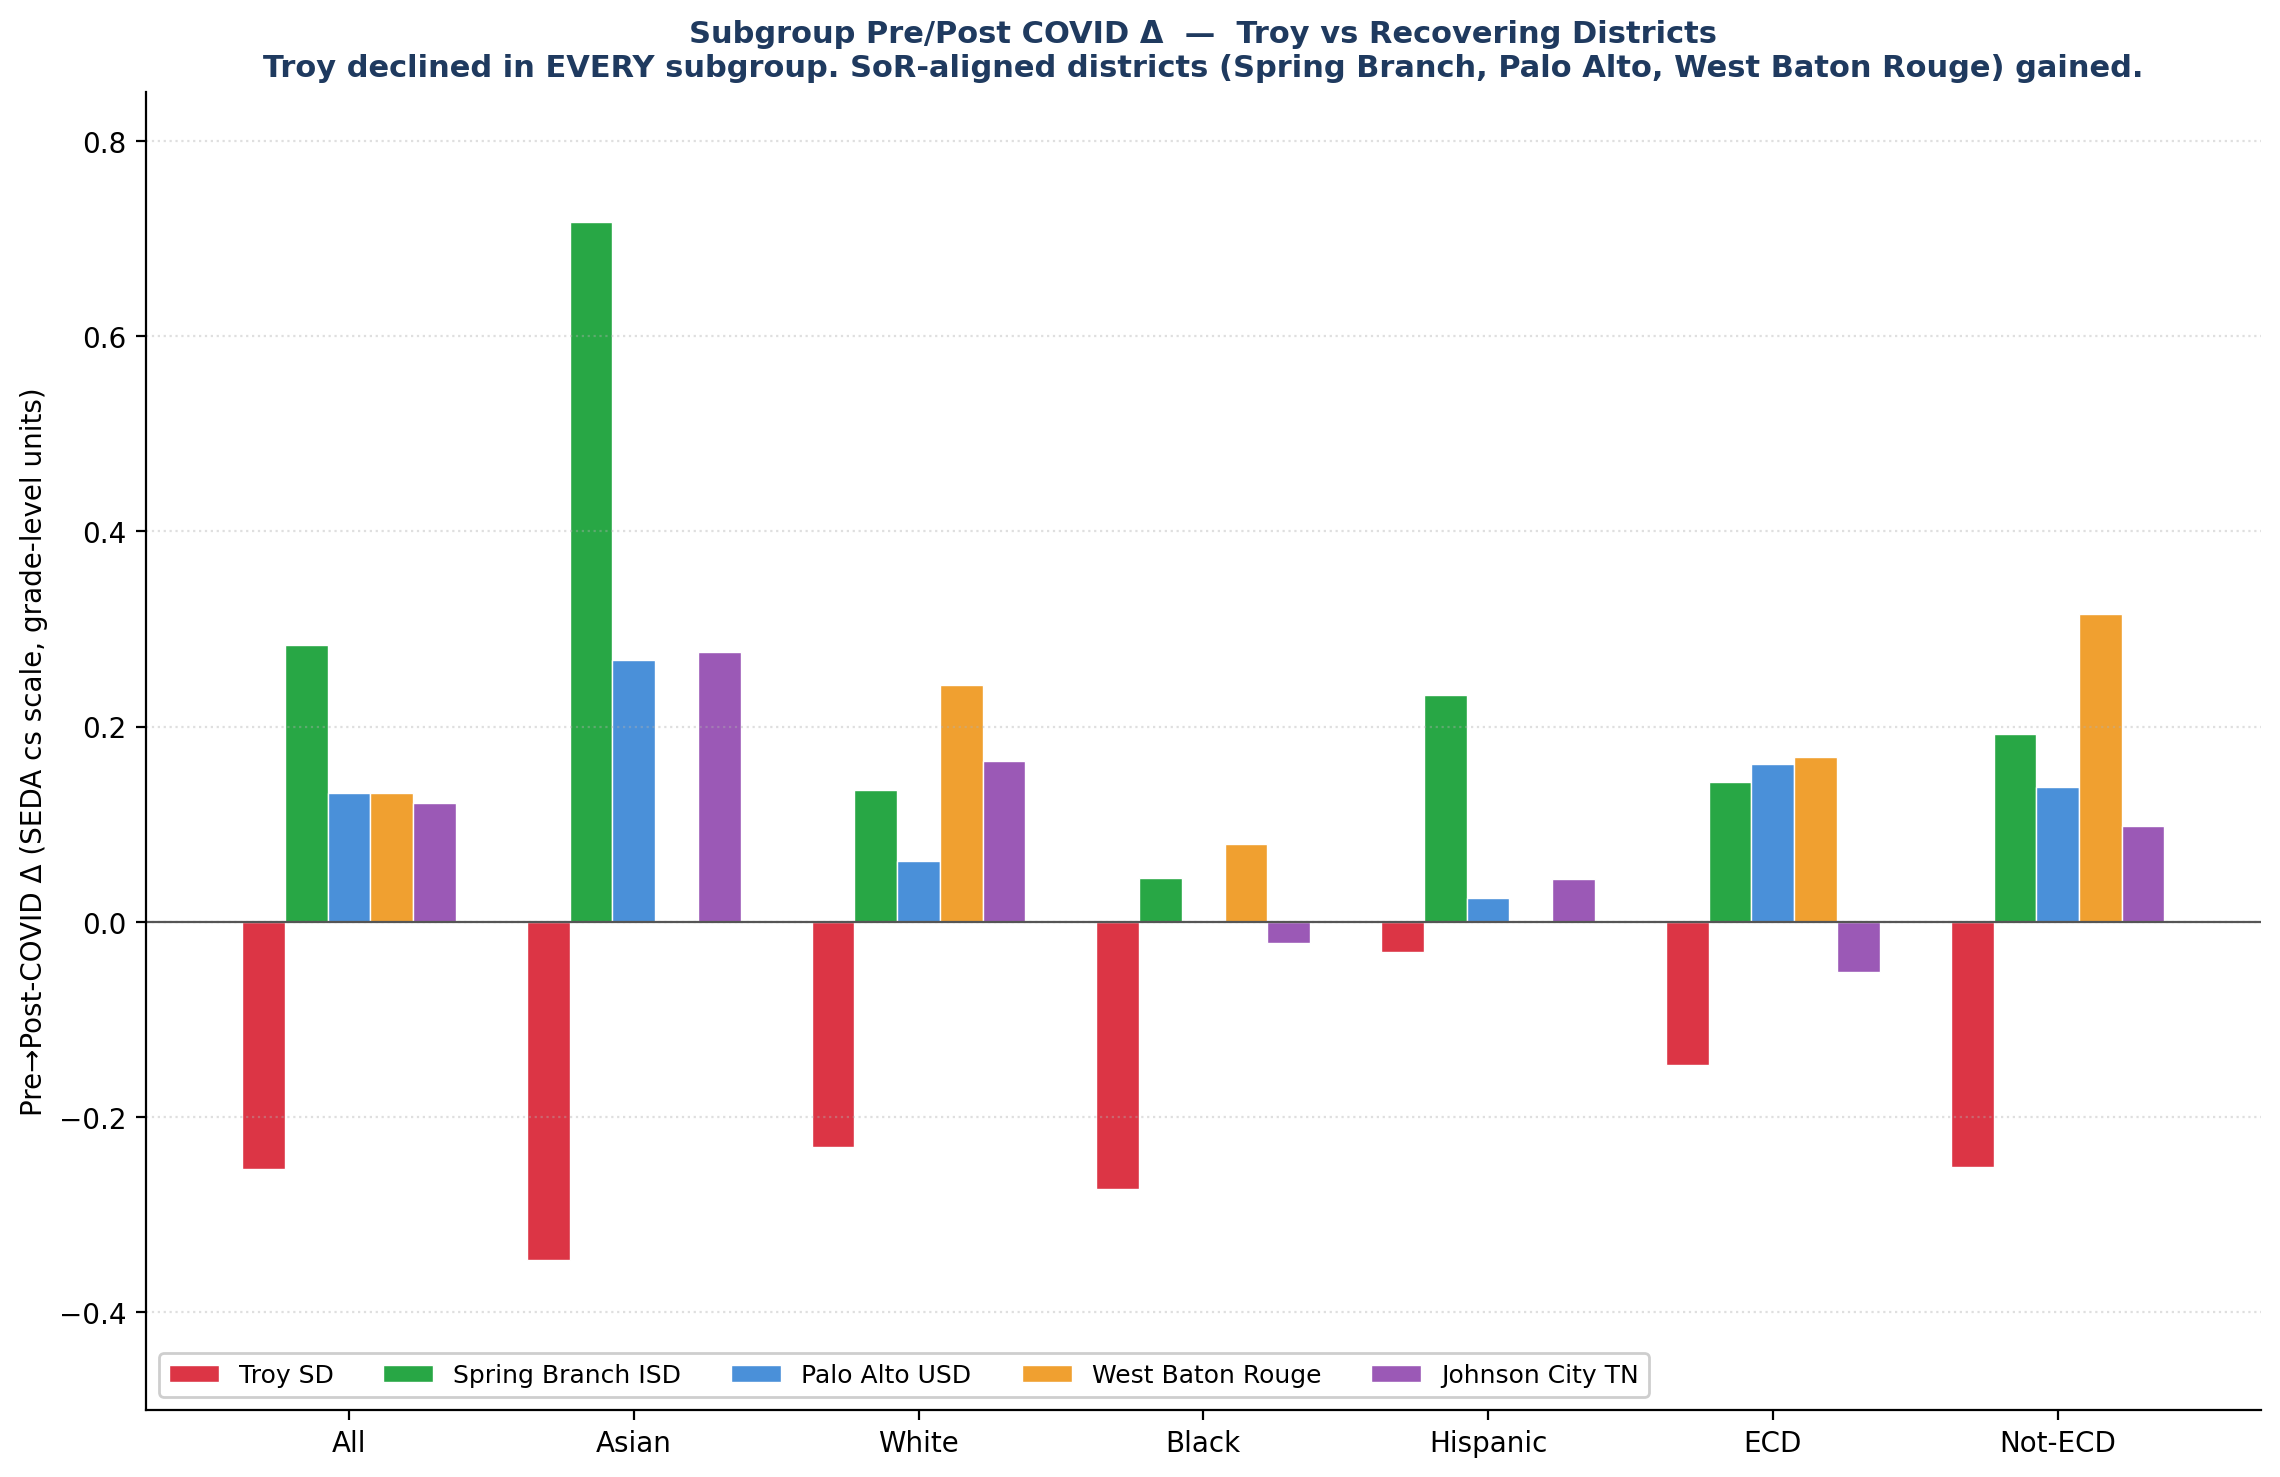 Subgroup Pre/Post COVID Δ — Troy vs Recovering Districts
Troy declined in EVERY subgroup. SoR-aligned districts (Spring Branch, Palo Alto, West Baton Rouge) gained.
Pre→Post-COVID Δ (SEDA cs scale, grade-level units)
0.8
0.6
0.4
0.2
0.0
−0.2
−0.4
Troy SD
Spring Branch ISD
Palo Alto USD
West Baton Rouge
Johnson City TN
All
Asian
White
Black
Hispanic
ECD
Not-ECD